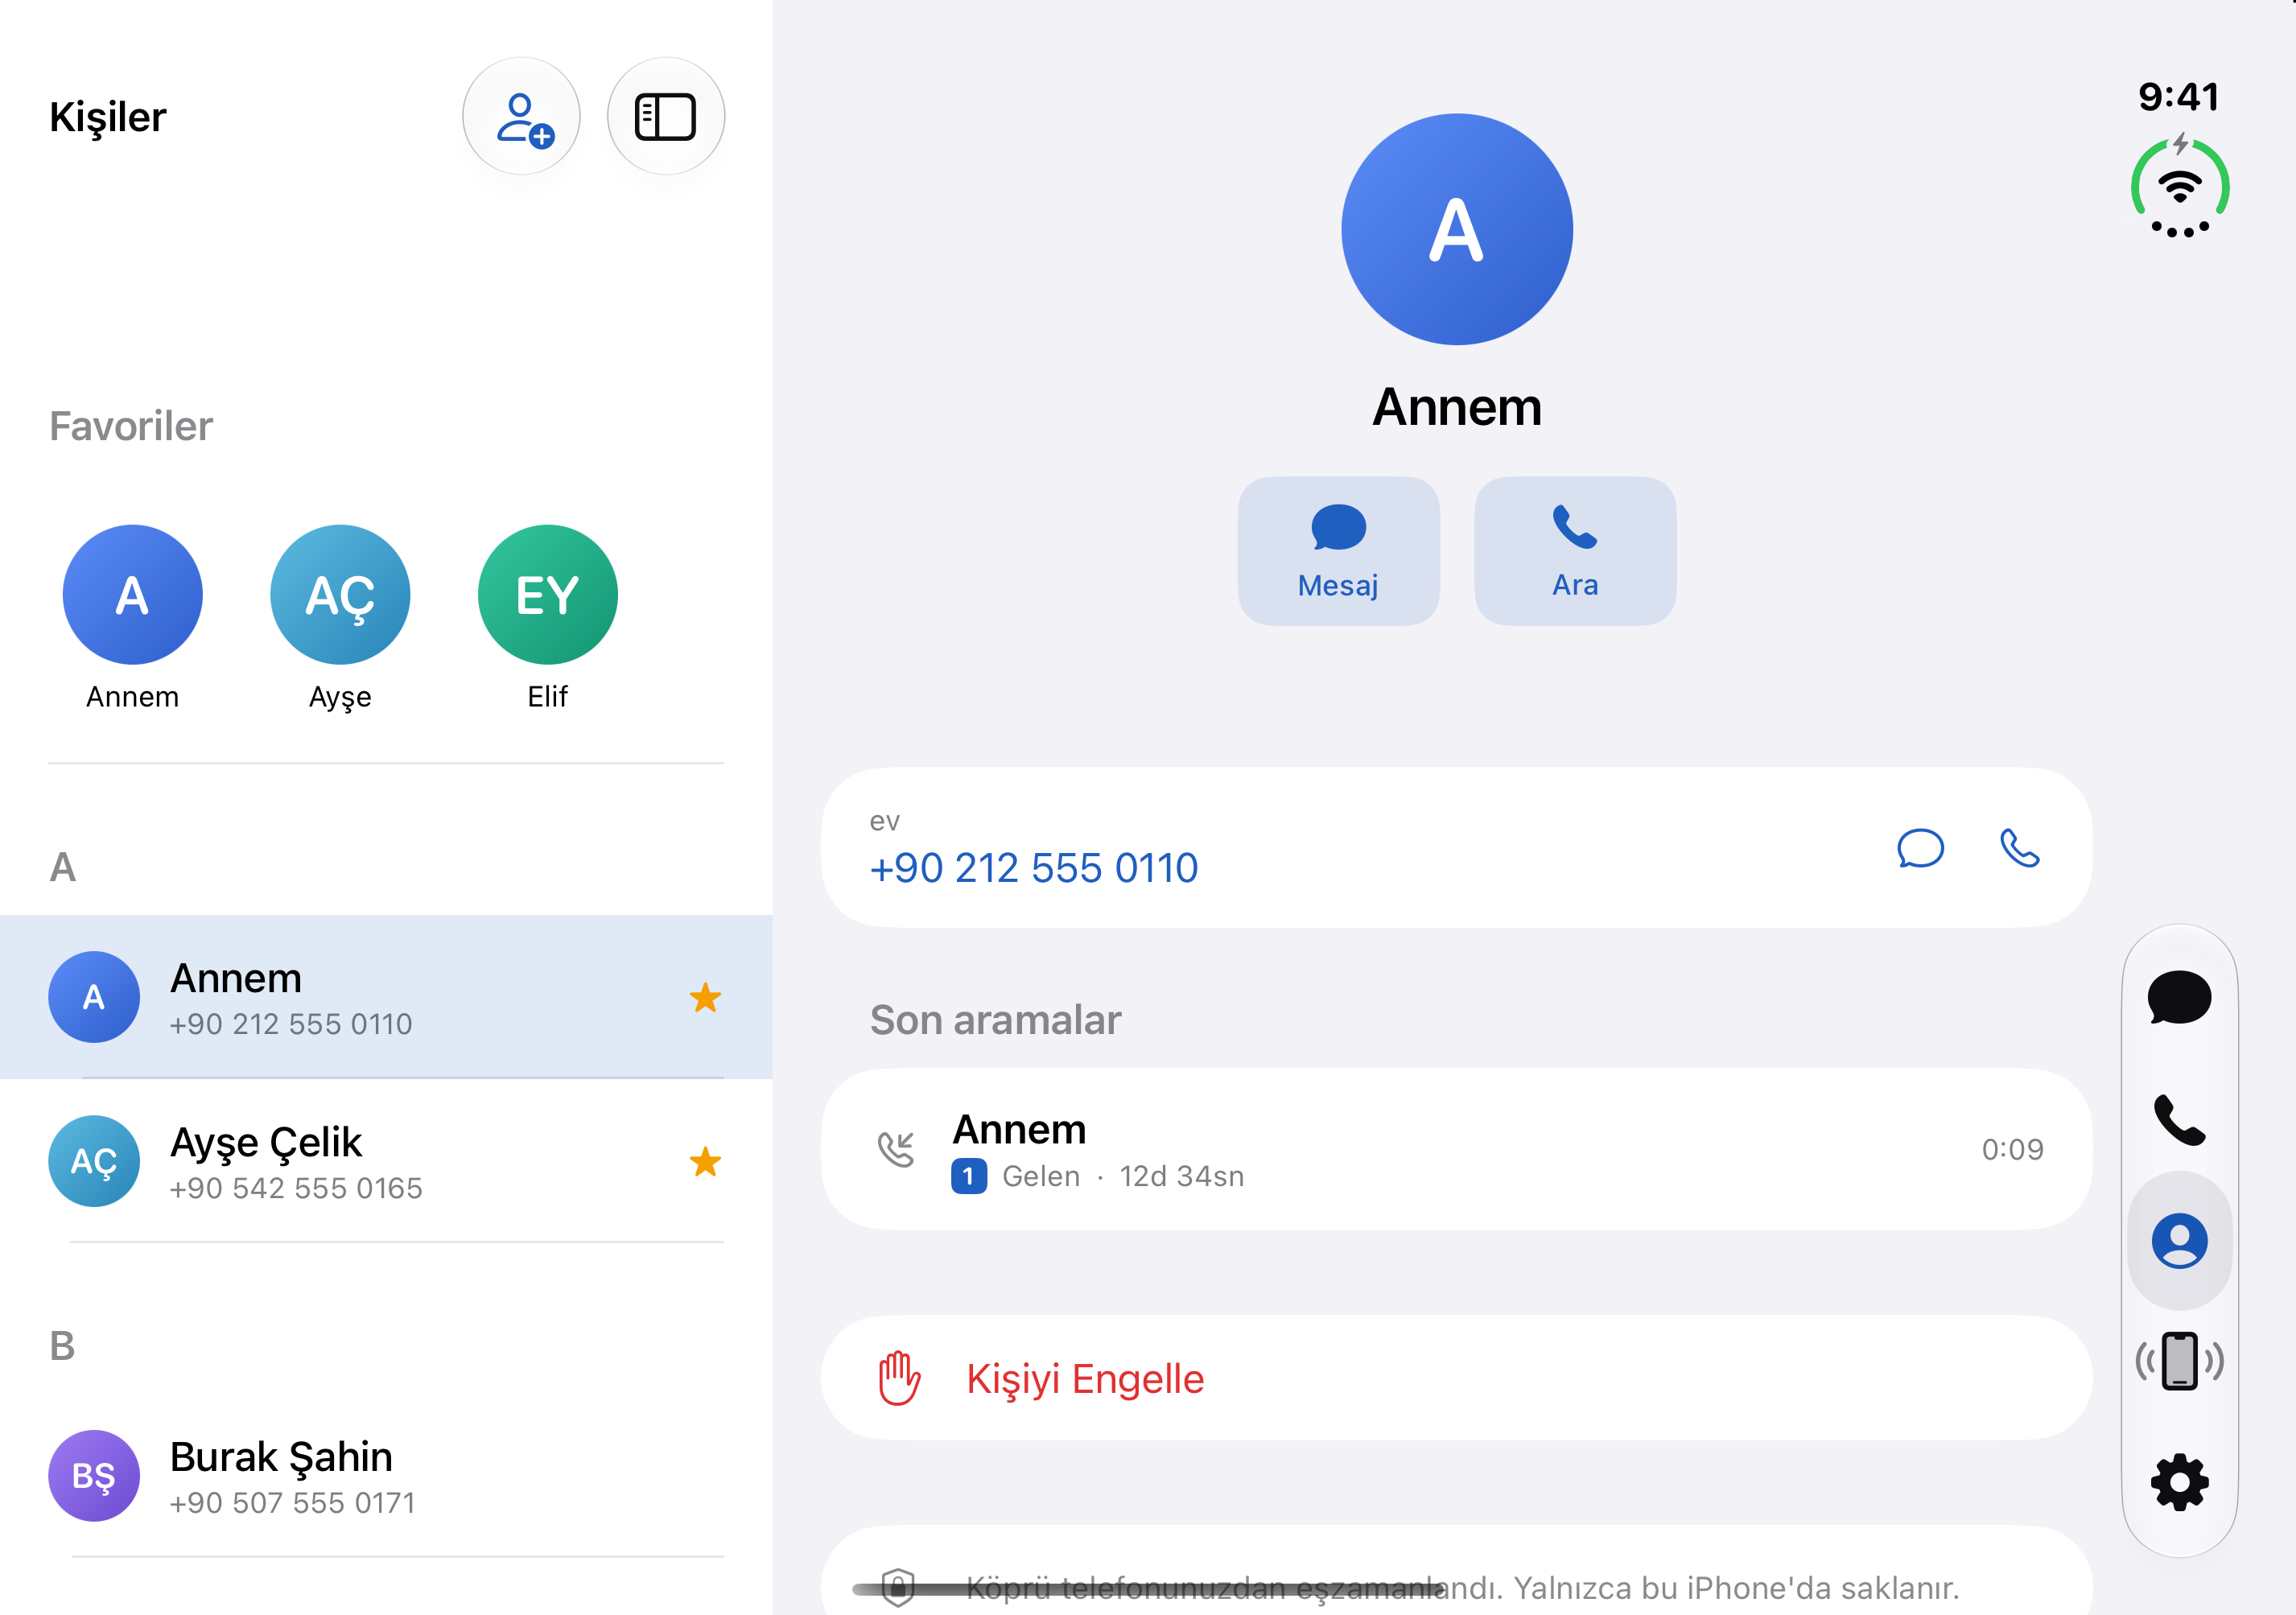 Kişiler
Favoriler
A
AÇ
EY
Annem
Ayşe
Elif
A
A
Annem
+90 212 555 0110
AÇ
Ayşe Çelik
+90 542 555 0165
B
BŞ
Burak Şahin
+90 507 555 0171
9:41
A
Annem
Mesaj
Ara
ev
+90 212 555 0110
Son aramalar
Annem
1 Gelen · 12d 34sn
0:09
Kişiyi Engelle
Köprü telefonunuzdan eşzamanlandı. Yalnızca bu iPhone'da saklanır.